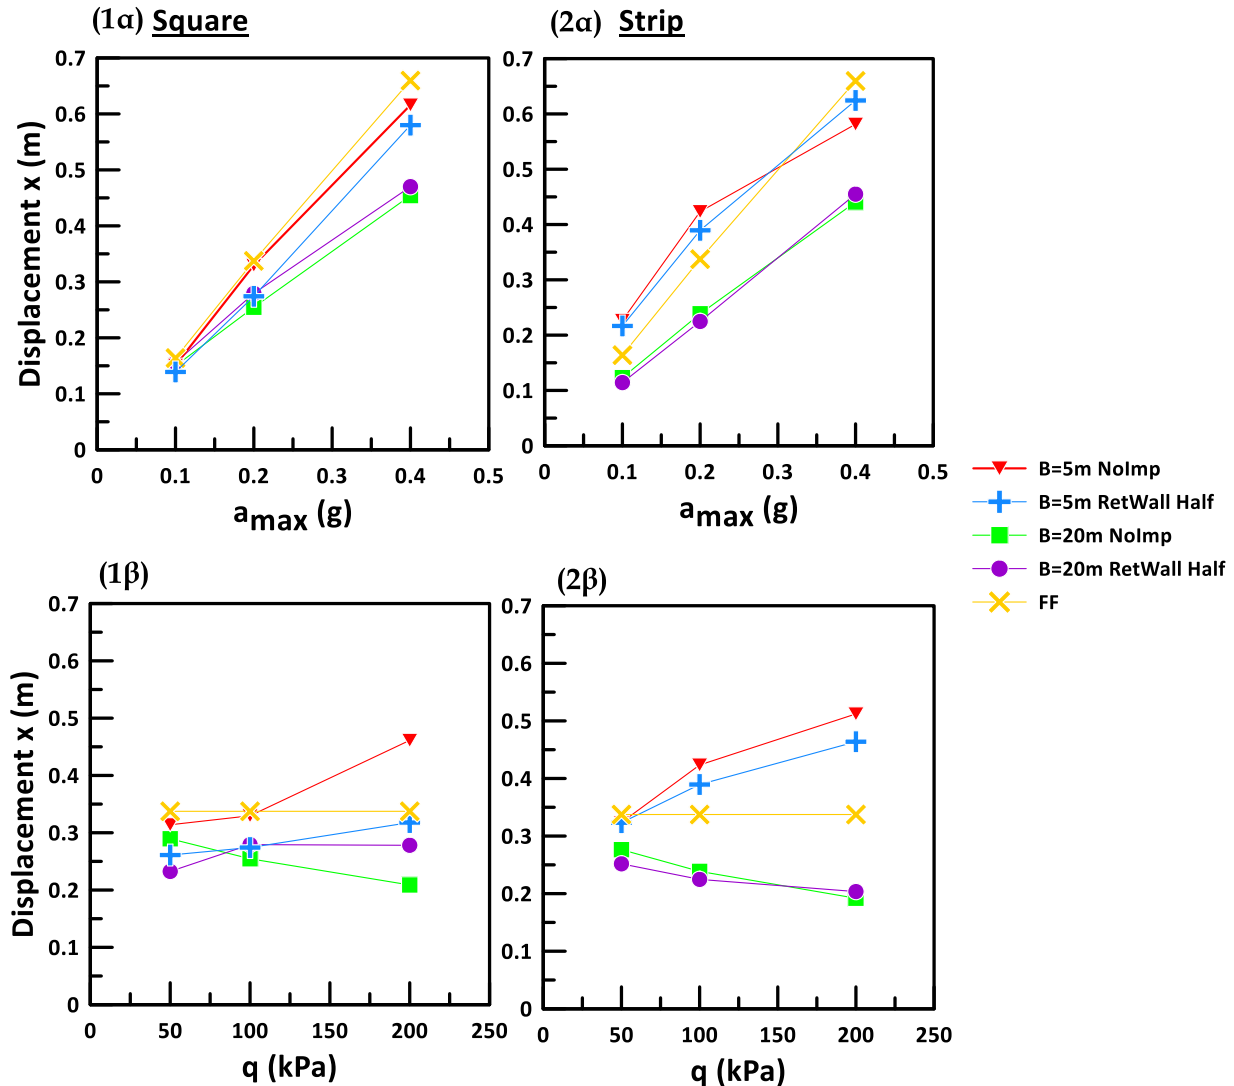 (1α) Square
(2α) Strip
0.7
0.6
0.5
0.4
0.3
0.2
0.1
0
Displacement x (m)
0 0.1 0.2 0.3 0.4 0.5
amax (g)
0.7
0.6
0.5
0.4
0.3
0.2
0.1
0
0 0.1 0.2 0.3 0.4 0.5
amax (g)
B=5m NoImp
B=5m RetWall Half
B=20m NoImp
B=20m RetWall Half
FF
(1β)
0.7
0.6
0.5
0.4
0.3
0.2
0.1
0
Displacement x (m)
0 50 100 150 200 250
q (kPa)
(2β)
0.7
0.6
0.5
0.4
0.3
0.2
0.1
0
0 50 100 150 200 250
q (kPa)